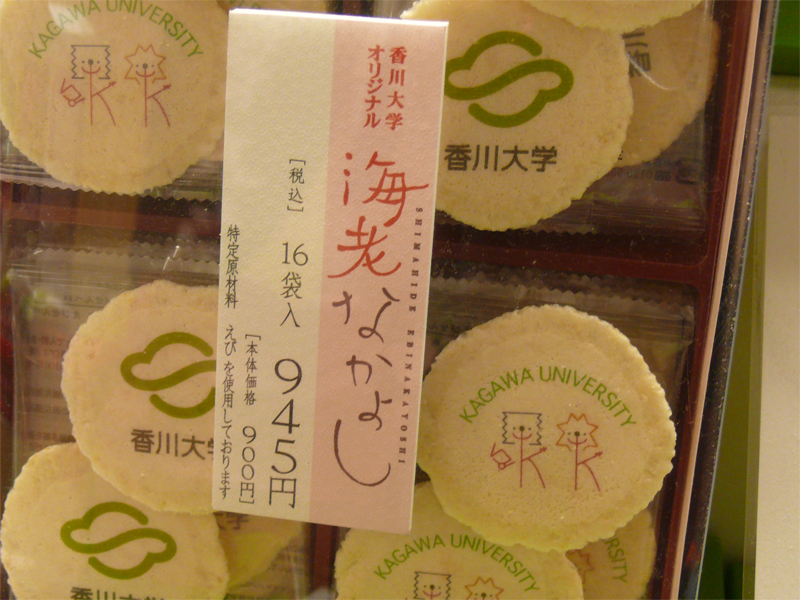 KAGAWA UNIVERSITY
香川大学
オリジナル
海老なかよし
SHIMAHIDE EBINAKAYOSHI
[税込]
16袋入
945円
[本体価格 900円]
特定原材料 えびを使用しております
香川大学
香川大学
KAGAWA UNIVERSITY
香川大学
KAGAWA UNIVERSITY